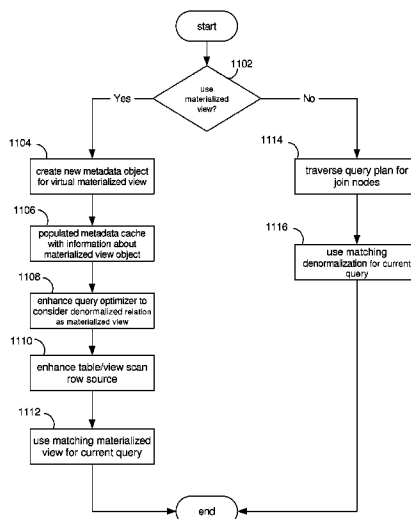 start
1102
use
materialized
view?
Yes
No
1104
create new metadata object
for virtual materialized view
1106
populated metadata cache
with information about
materialized view object
1108
enhance query optimizer to
consider denormalized relation
as materialized view
1110
enhance table/view scan
row source
1112
use matching materialized
view for current query
1114
traverse query plan for
join nodes
1116
use matching
denormalization for current
query
end